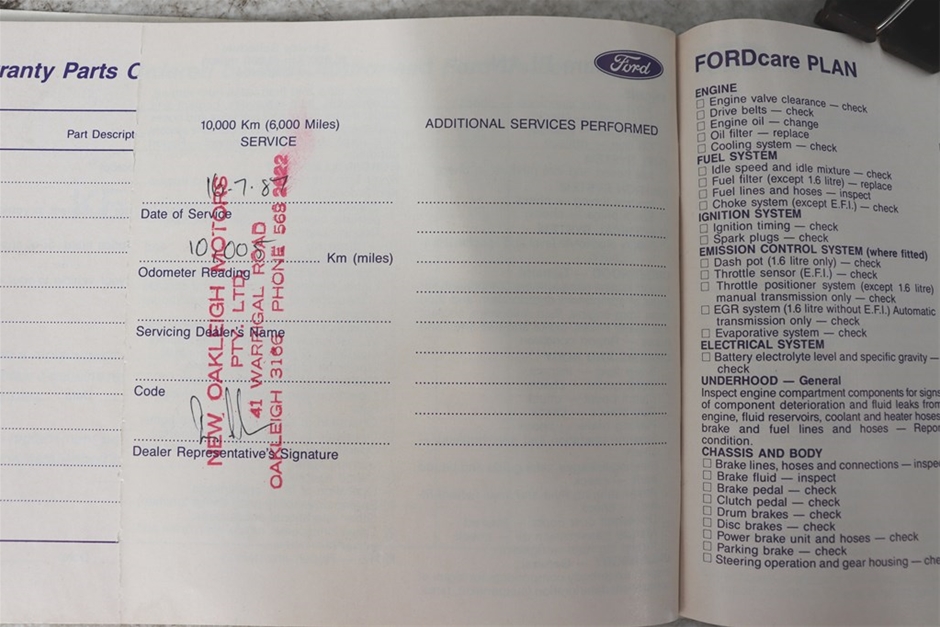 ranty Parts C
Part Descript
Ford
10,000 Km (6,000 Miles)
SERVICE
Date of Service
Odometer Reading
Km (miles)
Servicing Dealer's Name
Code
Dealer Representative's Signature
NEW OAKLEIGH MOTORS
PTY. LTD.
41 WARRIGAL ROAD
OAKLEIGH 3166 PHONE
ADDITIONAL SERVICES PERFORMED
FORDcare PLAN
ENGINE
Engine valve clearance — check
Drive belts — check
Engine oil — change
Oil filter — replace
Cooling system — check
FUEL SYSTEM
Idle speed and idle mixture — check
Fuel filter (except 1.6 litre) — replace
Fuel lines and hoses — inspect
Choke system (except E.F.I.) — check
IGNITION SYSTEM
Ignition timing — check
Spark plugs — check
EMISSION CONTROL SYSTEM (where fitted)
Dash pot (1.6 litre only) — check
Throttle sensor (E.F.I.) — check
Throttle positioner system (except 1.6 litre)
manual transmission only — check
EGR system (1.6 litre without E.F.I.) Automatic
transmission only — check
Evaporative system — check
ELECTRICAL SYSTEM
Battery electrolyte level and specific gravity —
check
UNDERHOOD — General
Inspect engine compartment components for signs
of component deterioration and fluid leaks from
engine, fluid reservoirs, coolant and heater hoses
brake and fuel lines and hoses — Repor
condition.
CHASSIS AND BODY
Brake lines, hoses and connections — inspe
Brake fluid — inspect
Brake pedal — check
Clutch pedal — check
Drum brakes — check
Disc brakes — check
Power brake unit and hoses — check
Parking brake — check
Steering operation and gear housing — che